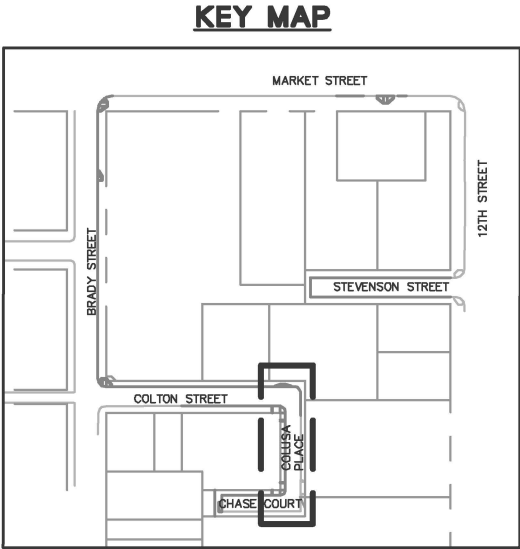 KEY MAP
MARKET STREET
12TH STREET
BRADY STREET
STEVENSON STREET
COLTON STREET
COLUSA
PLACE
CHASE COURT